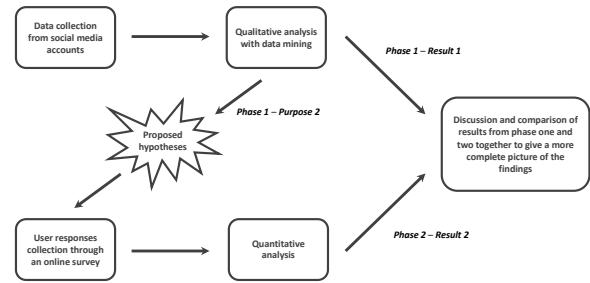 Data collection
from social media
accounts
Qualitative analysis
with data mining
Phase 1 – Result 1
Phase 1 – Purpose 2
Proposed
hypotheses
Discussion and comparison of
results from phase one and
two together to give a more
complete picture of the
findings
User responses
collection through
an online survey
Quantitative
analysis
Phase 2 – Result 2